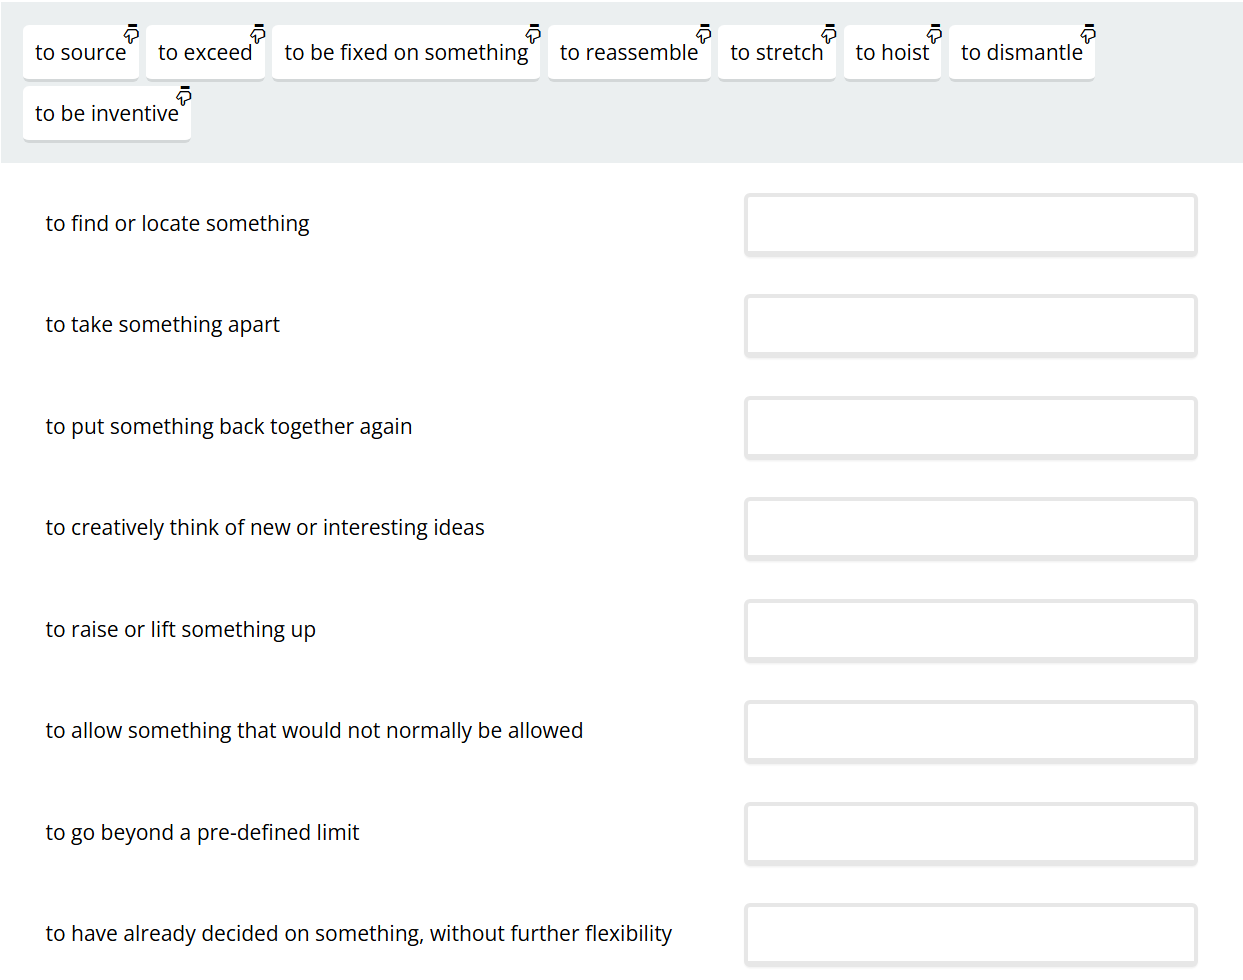 to source to exceed to be fixed on something to reassemble to stretch to hoist to dismantle
to be inventive
to find or locate something
to take something apart
to put something back together again
to creatively think of new or interesting ideas
to raise or lift something up
to allow something that would not normally be allowed
to go beyond a pre-defined limit
to have already decided on something, without further flexibility